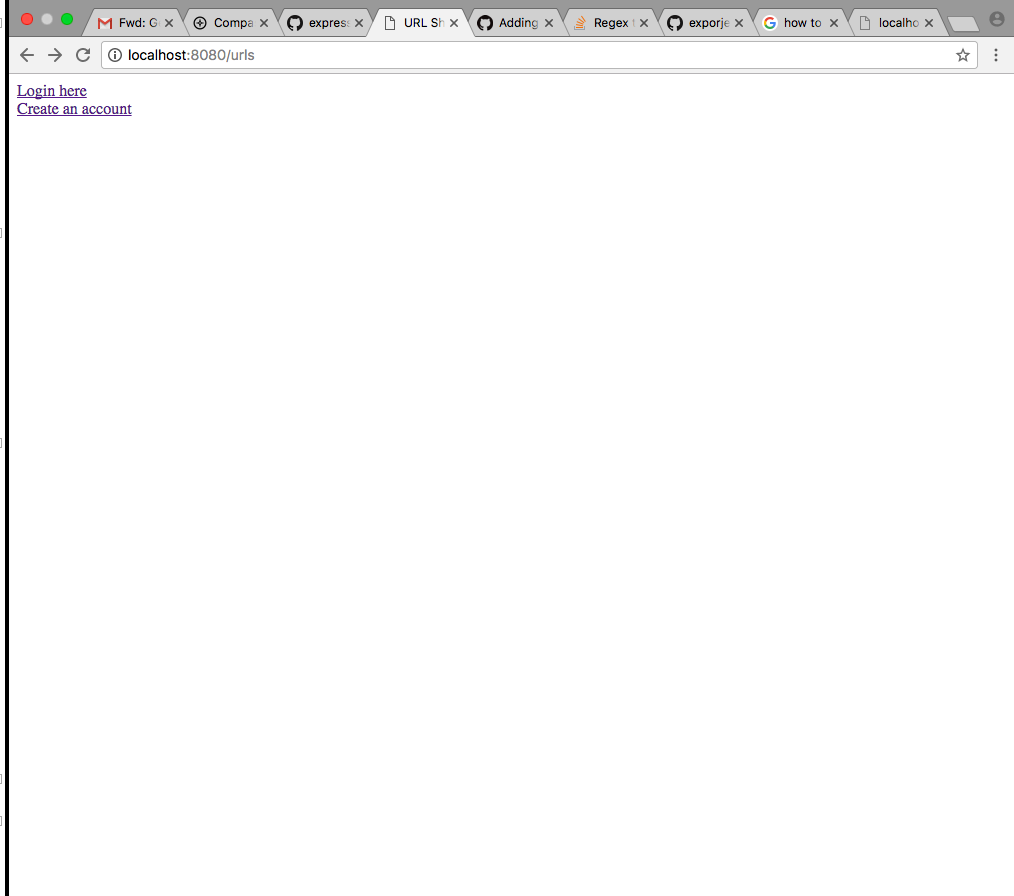 Fwd: G
Compa
express
URL Sh
Adding
Regex
exporje
how to
localho
localhost:8080/urls
Login here
Create an account